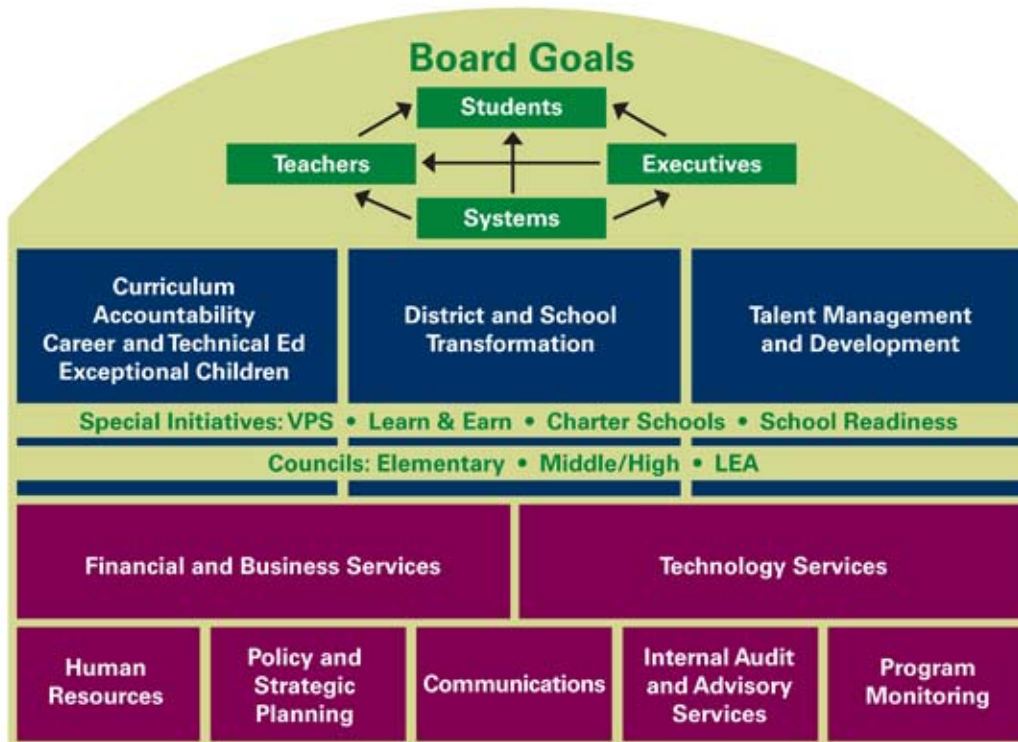 Board Goals
Students
Teachers
Executives
Systems
Curriculum
Accountability
Career and Technical Ed
Exceptional Children
District and School
Transformation
Talent Management
and Development
Special Initiatives: VPS • Learn & Earn • Charter Schools • School Readiness
Councils: Elementary • Middle/High • LEA
Financial and Business Services
Technology Services
Human
Resources
Policy and
Strategic
Planning
Communications
Internal Audit
and Advisory
Services
Program
Monitoring